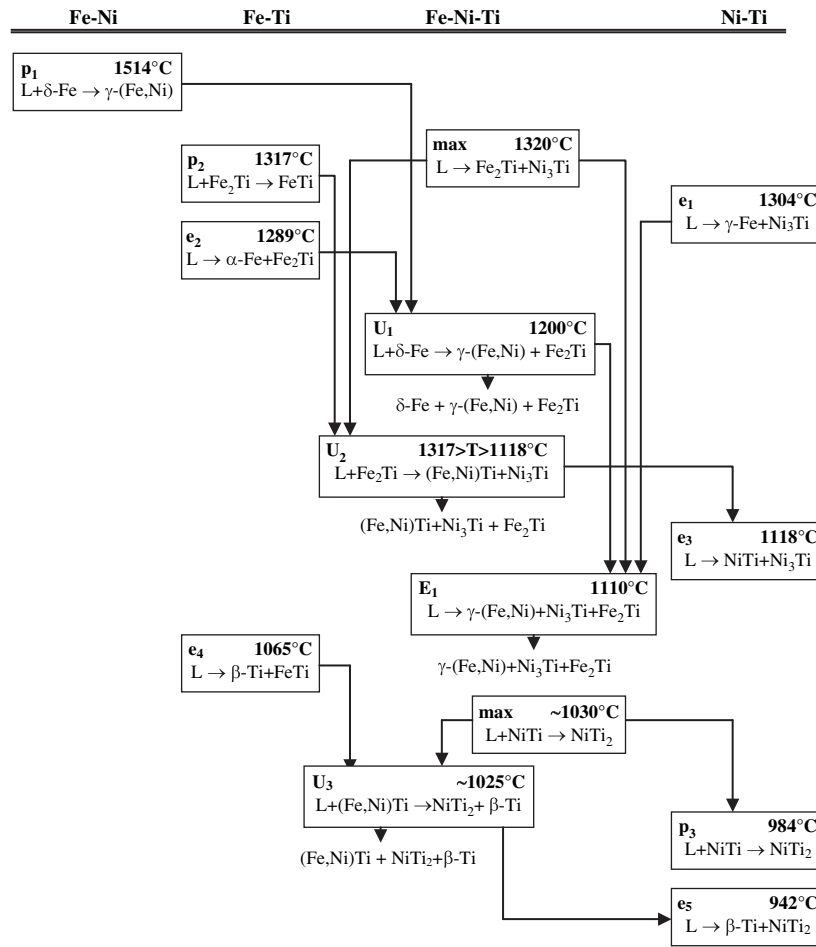 Fe-Ni Fe-Ti Fe-Ni-Ti Ni-Ti
p₁ 1514°C
L+δ-Fe → γ-(Fe,Ni)
p₂ 1317°C
L+Fe₂Ti → FeTi
max 1320°C
L → Fe₂Ti+Ni₃Ti
e₁ 1304°C
L → γ-Fe+Ni₃Ti
e₂ 1289°C
L → α-Fe+Fe₂Ti
U₁ 1200°C
L+δ-Fe → γ-(Fe,Ni) + Fe₂Ti
δ-Fe + γ-(Fe,Ni) + Fe₂Ti
U₂ 1317>T>1118°C
L+Fe₂Ti → (Fe,Ni)Ti+Ni₃Ti
(Fe,Ni)Ti+Ni₃Ti + Fe₂Ti
e₃ 1118°C
L → NiTi+Ni₃Ti
E₁ 1110°C
L → γ-(Fe,Ni)+Ni₃Ti+Fe₂Ti
γ-(Fe,Ni)+Ni₃Ti+Fe₂Ti
e₄ 1065°C
L → β-Ti+FeTi
max ~1030°C
L+NiTi → NiTi₂
U₃ ~1025°C
L+(Fe,Ni)Ti →NiTi₂+ β-Ti
(Fe,Ni)Ti + NiTi₂+β-Ti
p₃ 984°C
L+NiTi → NiTi₂
e₅ 942°C
L → β-Ti+NiTi₂